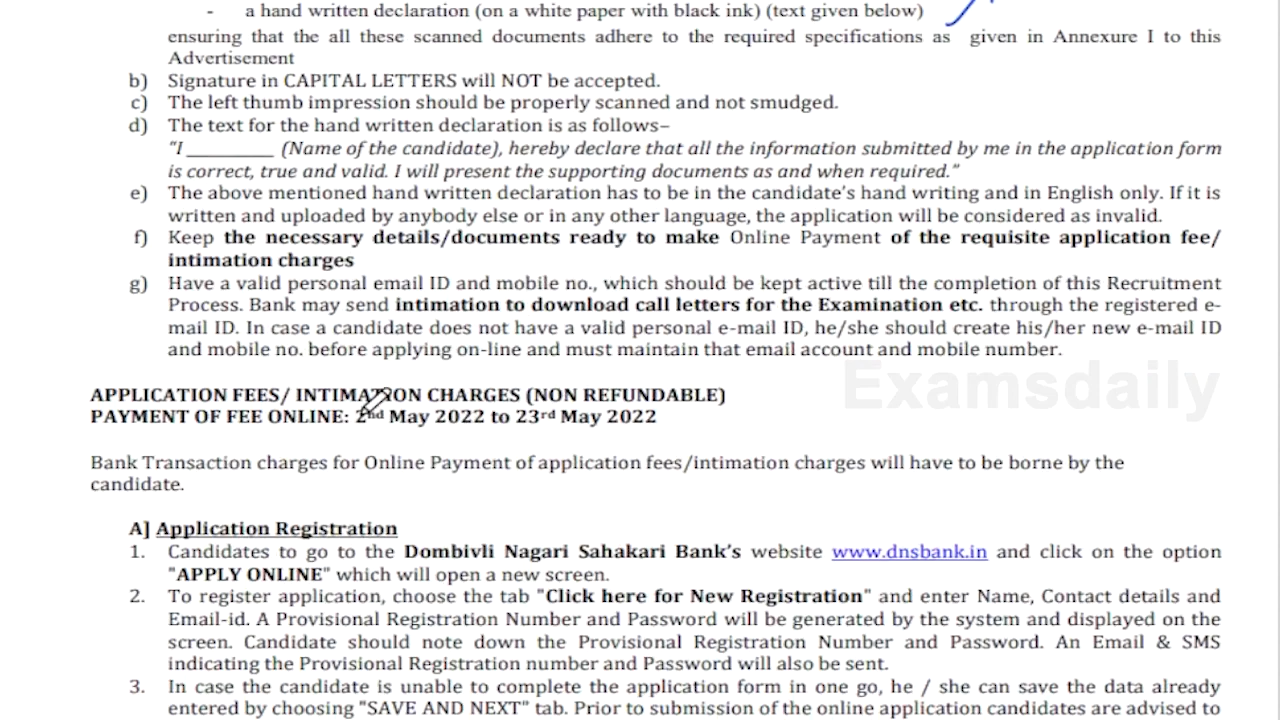 - a hand written declaration (on a white paper with black ink) (text given below)
ensuring that the all these scanned documents adhere to the required specifications as given in Annexure I to this
Advertisement
b) Signature in CAPITAL LETTERS will NOT be accepted.
c) The left thumb impression should be properly scanned and not smudged.
d) The text for the hand written declaration is as follows–
“I _________ (Name of the candidate), hereby declare that all the information submitted by me in the application form
is correct, true and valid. I will present the supporting documents as and when required.”
e) The above mentioned hand written declaration has to be in the candidate’s hand writing and in English only. If it is
written and uploaded by anybody else or in any other language, the application will be considered as invalid.
f) Keep the necessary details/documents ready to make Online Payment of the requisite application fee/
intimation charges
g) Have a valid personal email ID and mobile no., which should be kept active till the completion of this Recruitment
Process. Bank may send intimation to download call letters for the Examination etc. through the registered e-
mail ID. In case a candidate does not have a valid personal e-mail ID, he/she should create his/her new e-mail ID
and mobile no. before applying on-line and must maintain that email account and mobile number.
Examsdaily
APPLICATION FEES/ INTIMATION CHARGES (NON REFUNDABLE)
PAYMENT OF FEE ONLINE: 2nd May 2022 to 23rd May 2022
Bank Transaction charges for Online Payment of application fees/intimation charges will have to be borne by the
candidate.
A] Application Registration
1. Candidates to go to the Dombivli Nagari Sahakari Bank’s website www.dnsbank.in and click on the option
"APPLY ONLINE" which will open a new screen.
2. To register application, choose the tab "Click here for New Registration" and enter Name, Contact details and
Email-id. A Provisional Registration Number and Password will be generated by the system and displayed on the
screen. Candidate should note down the Provisional Registration Number and Password. An Email & SMS
indicating the Provisional Registration number and Password will also be sent.
3. In case the candidate is unable to complete the application form in one go, he / she can save the data already
entered by choosing "SAVE AND NEXT" tab. Prior to submission of the online application candidates are advised to